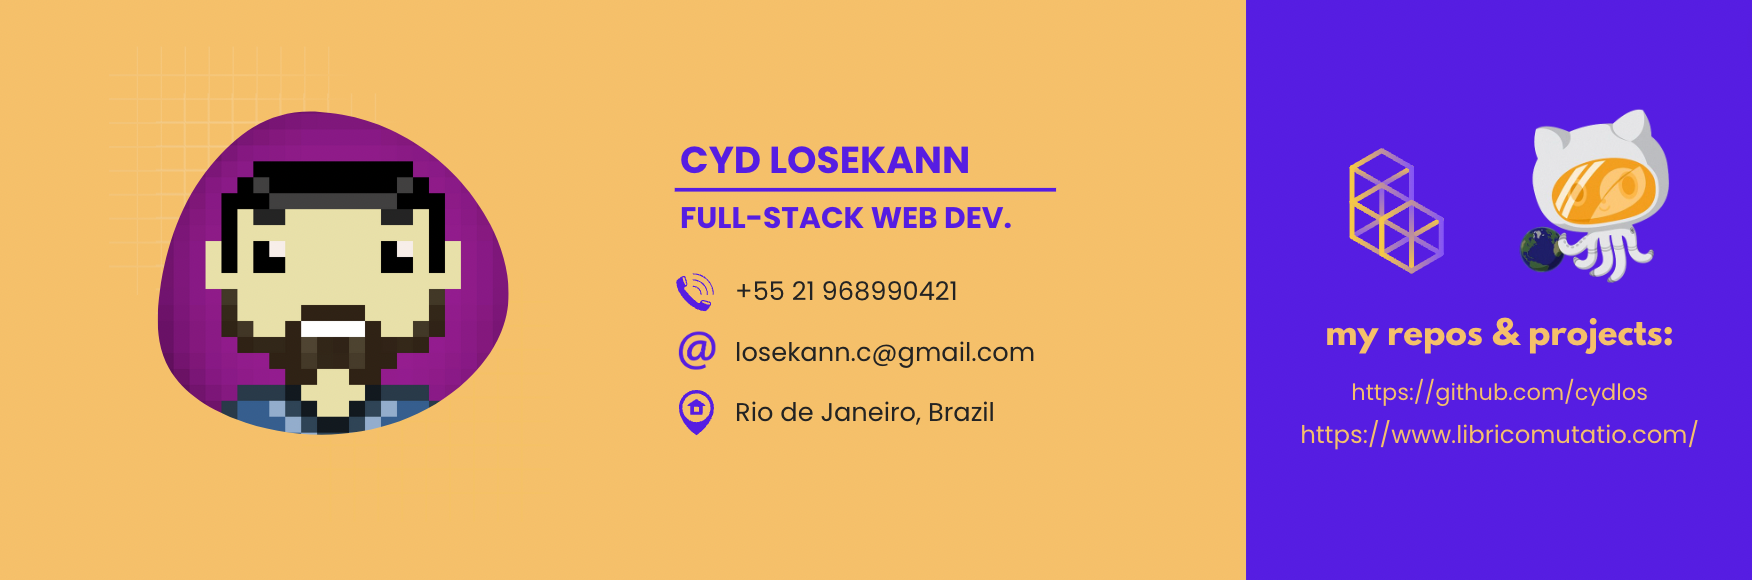 CYD LOSEKANN
FULL-STACK WEB DEV.
+55 21 968990421
losekann.c@gmail.com
Rio de Janeiro, Brazil
my repos & projects:
https://github.com/cydlos
https://www.libricomutatio.com/